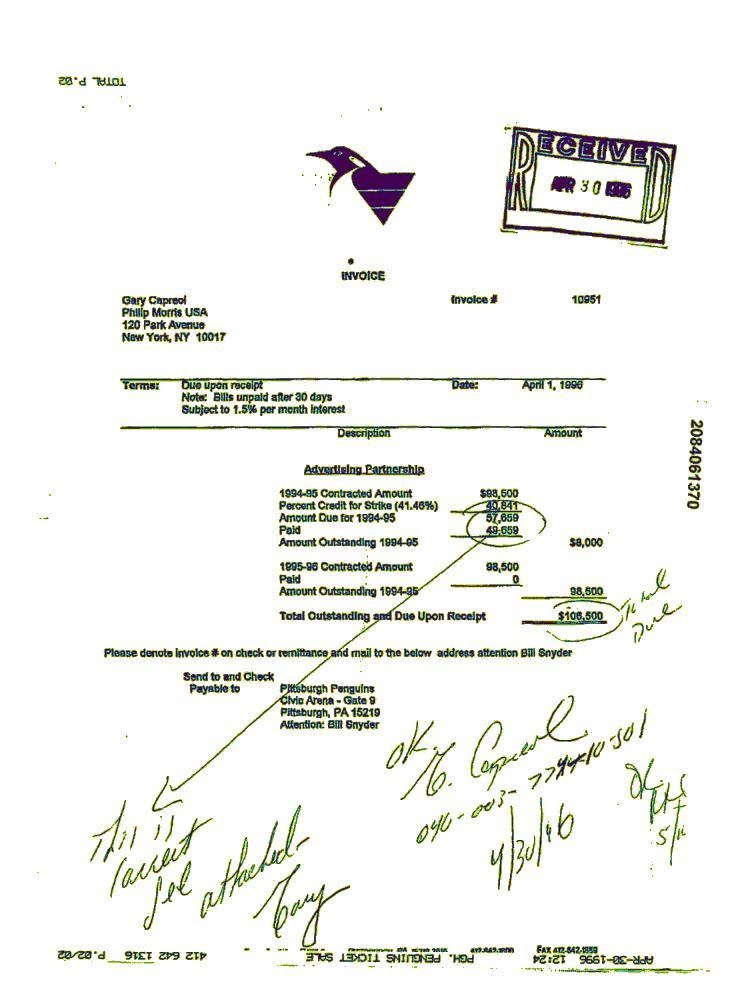 TOTAL P.02
RECEIVED
APR 30 1996
INVOICE
Gary Capreol
Philip Morris USA
120 Park Avenue
New York, NY 10017
Invoice # 10951
Terms: Due upon receipt
Note: Bills unpaid after 30 days
Subject to 1.5% per month interest
Date: April 1, 1996
Description Amount
Advertising Partnership
1994-95 Contracted Amount $98,500
Percent Credit for Strike (41.46%) 40,841
Amount Due for 1994-95 57,659
Paid 49,659
Amount Outstanding 1994-95 $8,000
1995-96 Contracted Amount 98,500
Paid 0
Amount Outstanding 1994-95 98,500
Total Outstanding and Due Upon Receipt $106,500
Total
Due
2084061370
Please denote invoice # on check or remittance and mail to the below address attention Bill Snyder
Send to and Check
Payable to
Pittsburgh Penguins
Civic Arena - Gate 9
Pittsburgh, PA 15219
Attention: Bill Snyder
OK
G. Capreol
4/30/96
OK
This is
correct
see attached -
Gary
FAX 412-642-1859
APR-30-1996 12:24 PGH. PENGUINS TICKET SALE 412 642 1316 P.02/02